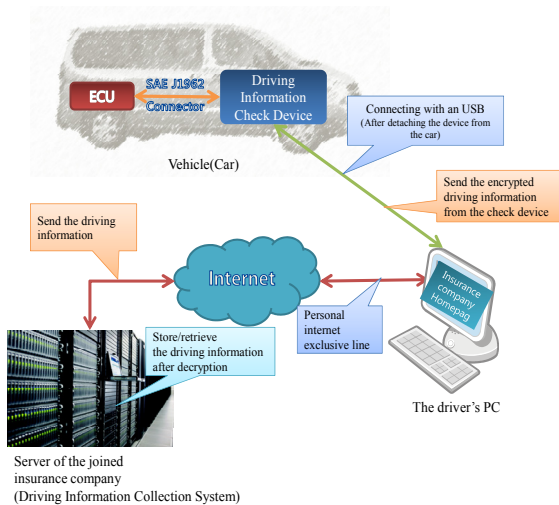 ECU
SAE J1962
Connector
Driving
Information
Check Device
Vehicle(Car)
Connecting with an USB
(After detaching the device from
the car)
Send the encrypted
driving information
from the check device
Send the driving
information
Internet
Insurance
company
Homepag
Personal
internet
exclusive line
Store/retrieve
the driving information
after decryption
The driver's PC
Server of the joined
insurance company
(Driving Information Collection System)